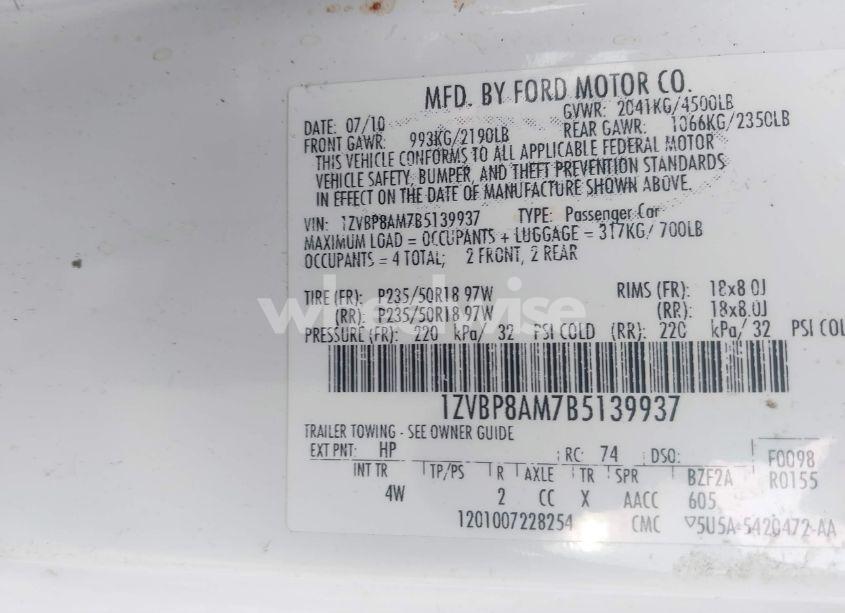 MFD. BY FORD MOTOR CO.
DATE: 07/10 GVWR: 2041KG/4500LB
FRONT GAWR: 993KG/2190LB REAR GAWR: 1066KG/2350LB
THIS VEHICLE CONFORMS TO ALL APPLICABLE FEDERAL MOTOR
VEHICLE SAFETY, BUMPER, AND THEFT PREVENTION STANDARDS
IN EFFECT ON THE DATE OF MANUFACTURE SHOWN ABOVE.
VIN: 1ZVBP8AM7B5139937 TYPE: Passenger Car
MAXIMUM LOAD = OCCUPANTS + LUGGAGE = 317KG/ 700LB
OCCUPANTS = 4 TOTAL; 2 FRONT, 2 REAR
TIRE (FR): P235/50R18 97W RIMS (FR): 18x8.0J
(RR): P235/50R18 97W (RR): 18x8.0J
PRESSURE (FR): 220 kPa/ 32 PSI COLD (RR): 220 kPa/ 32 PSI COL
wheelwise
1ZVBP8AM7B5139937
TRAILER TOWING - SEE OWNER GUIDE
EXT PNT: HP RC: 74 DSO: F0098
INT TR TP/PS R AXLE TR SPR BZF2A R0155
4W 2 CC X AACC 605
1201007228254 CMC 5U5A-5420472-AA